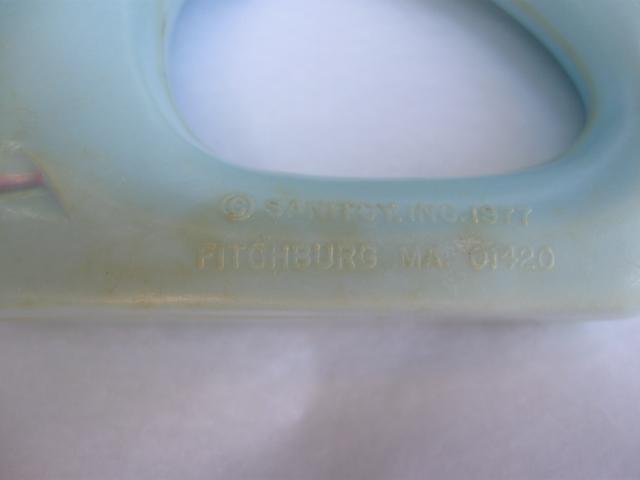 © SANITOY, INC. 1977
FITCHBURG MA. 01420